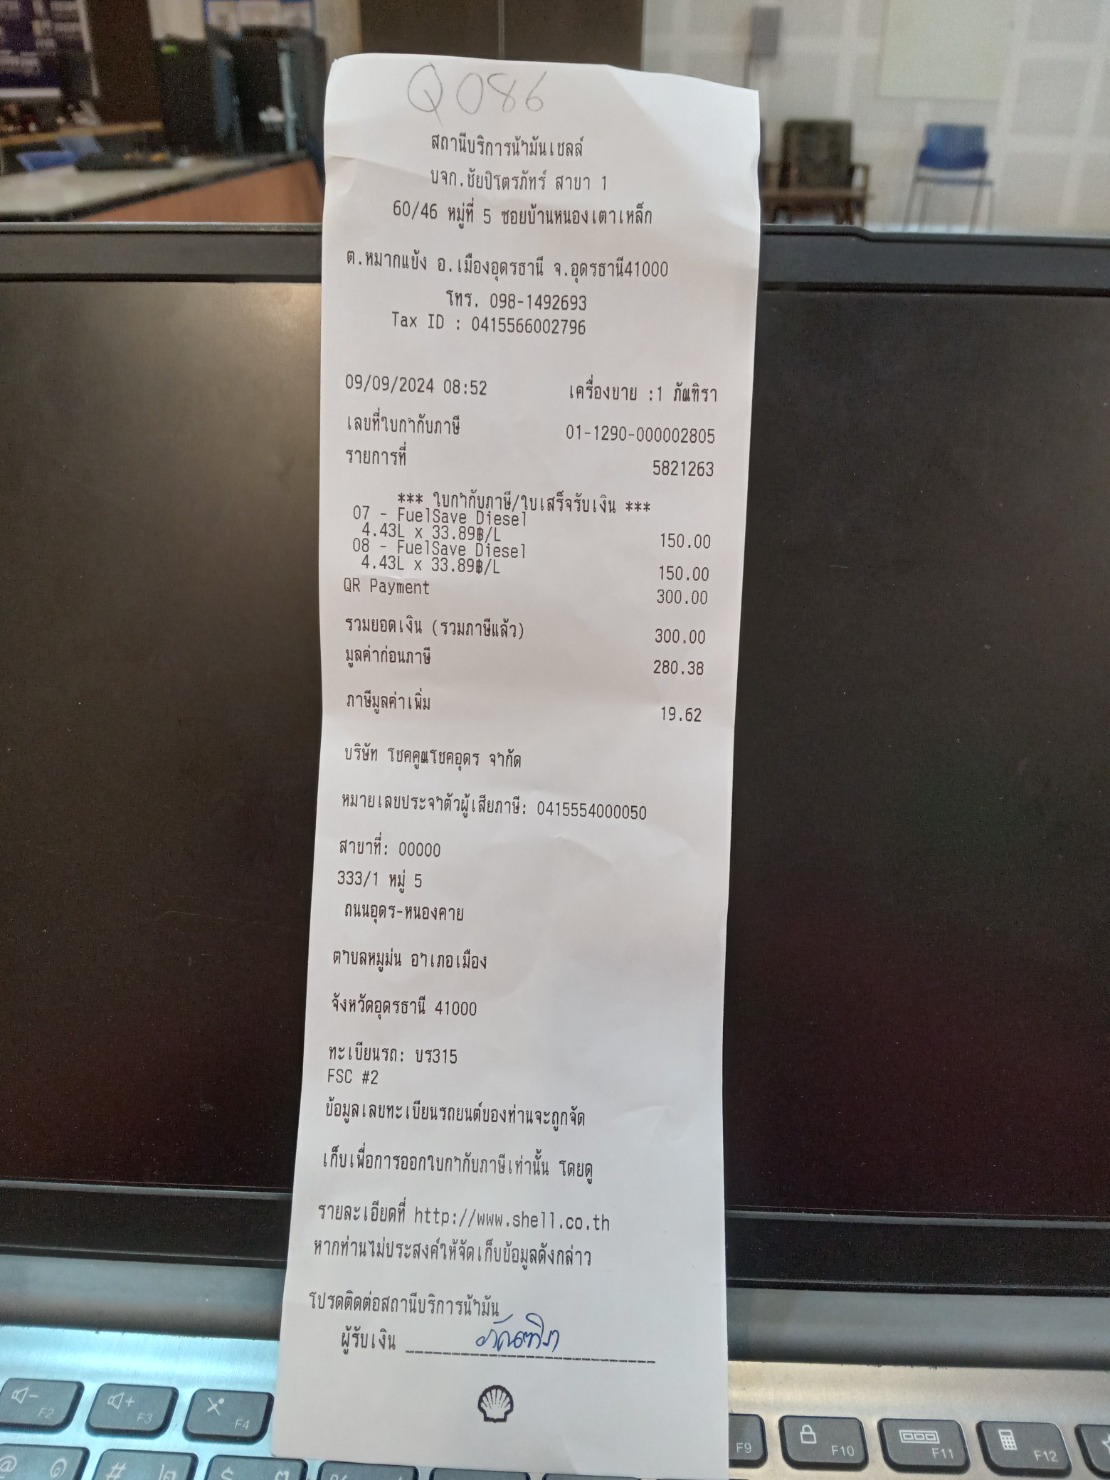 Q 086
สถานีบริการน้ำมันเชลล์
บจก.ชัยปิโตรภัทร์ สาขา 1
60/46 หมู่ที่ 5 ซอยบ้านหนองเตาเหล็ก
ต.หมากแข้ง อ.เมืองอุดรธานี จ.อุดรธานี41000
โทร. 098-1492693
Tax ID : 0415566002796
09/09/2024 08:52 เครื่องขาย :1 ภัณฑิรา
เลขที่ใบกำกับภาษี 01-1290-000002805
รายการที่ 5821263
*** ใบกำกับภาษี/ใบเสร็จรับเงิน ***
07 - FuelSave Diesel
4.43L x 33.89฿/L 150.00
08 - FuelSave Diesel
4.43L x 33.89฿/L 150.00
QR Payment 300.00
รวมยอดเงิน (รวมภาษีแล้ว) 300.00
มูลค่าก่อนภาษี 280.38
ภาษีมูลค่าเพิ่ม 19.62
บริษัท โชคคูณโชคอุดร จำกัด
หมายเลขประจำตัวผู้เสียภาษี: 0415554000050
สาขาที่: 00000
333/1 หมู่ 5
ถนนอุดร-หนองคาย
ตำบลหมูม่น อำเภอเมือง
จังหวัดอุดรธานี 41000
ทะเบียนรถ: บร315
FSC #2
ข้อมูลเลขทะเบียนรถยนต์ของท่านจะถูกจัด
เก็บเพื่อการออกใบกำกับภาษีเท่านั้น โดยดู
รายละเอียดที่ http://www.shell.co.th
หากท่านไม่ประสงค์ให้จัดเก็บข้อมูลดังกล่าว
โปรดติดต่อสถานีบริการน้ำมัน
ผู้รับเงิน ภัณฑิรา
F2 F3 F4 F9 F10 F11 F12
@ # $ %